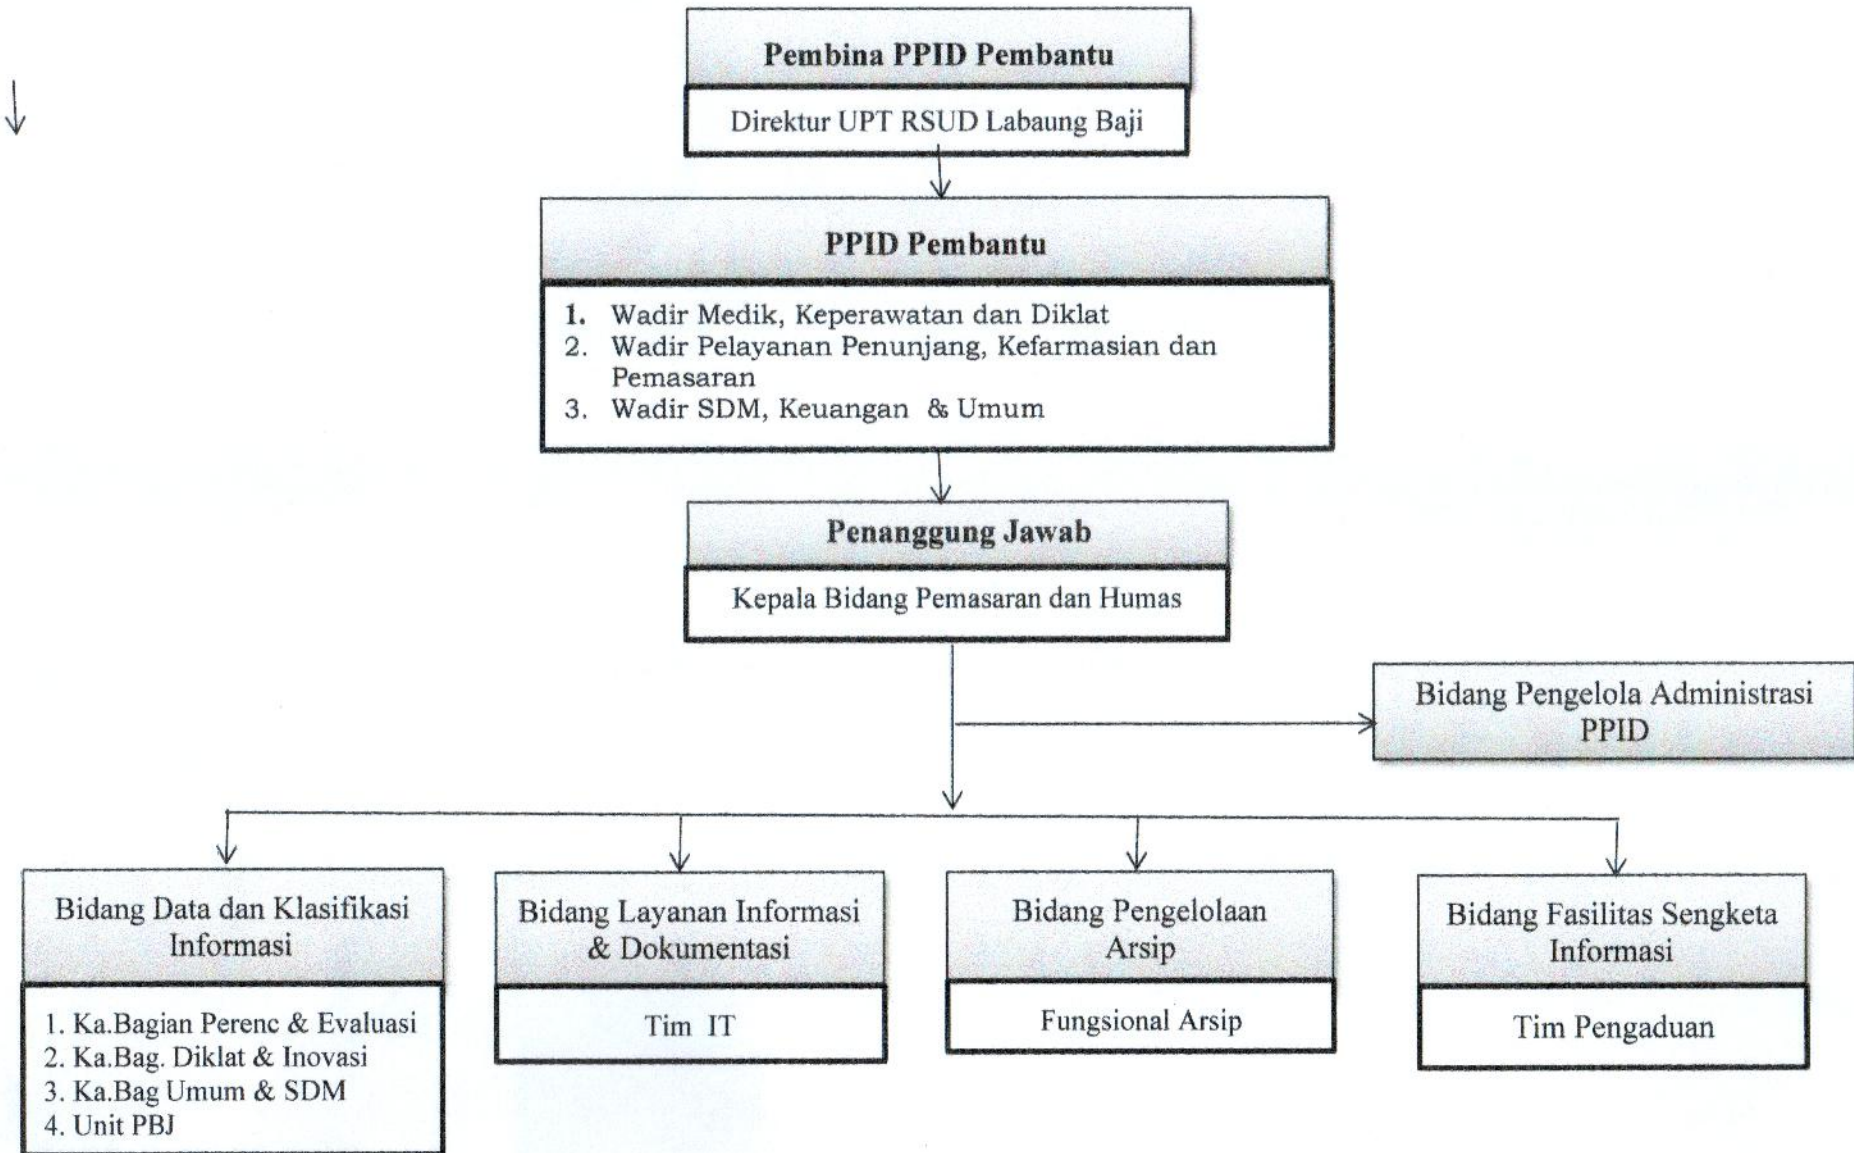 Pembina PPID Pembantu
Direktur UPT RSUD Labaung Baji
PPID Pembantu
1. Wadir Medik, Keperawatan dan Diklat
2. Wadir Pelayanan Penunjang, Kefarmasian dan
Pemasaran
3. Wadir SDM, Keuangan & Umum
Penanggung Jawab
Kepala Bidang Pemasaran dan Humas
Bidang Pengelola Administrasi
PPID
Bidang Data dan Klasifikasi
Informasi
1. Ka.Bagian Perenc & Evaluasi
2. Ka.Bag. Diklat & Inovasi
3. Ka.Bag Umum & SDM
4. Unit PBJ
Bidang Layanan Informasi
& Dokumentasi
Tim IT
Bidang Pengelolaan
Arsip
Fungsional Arsip
Bidang Fasilitas Sengketa
Informasi
Tim Pengaduan